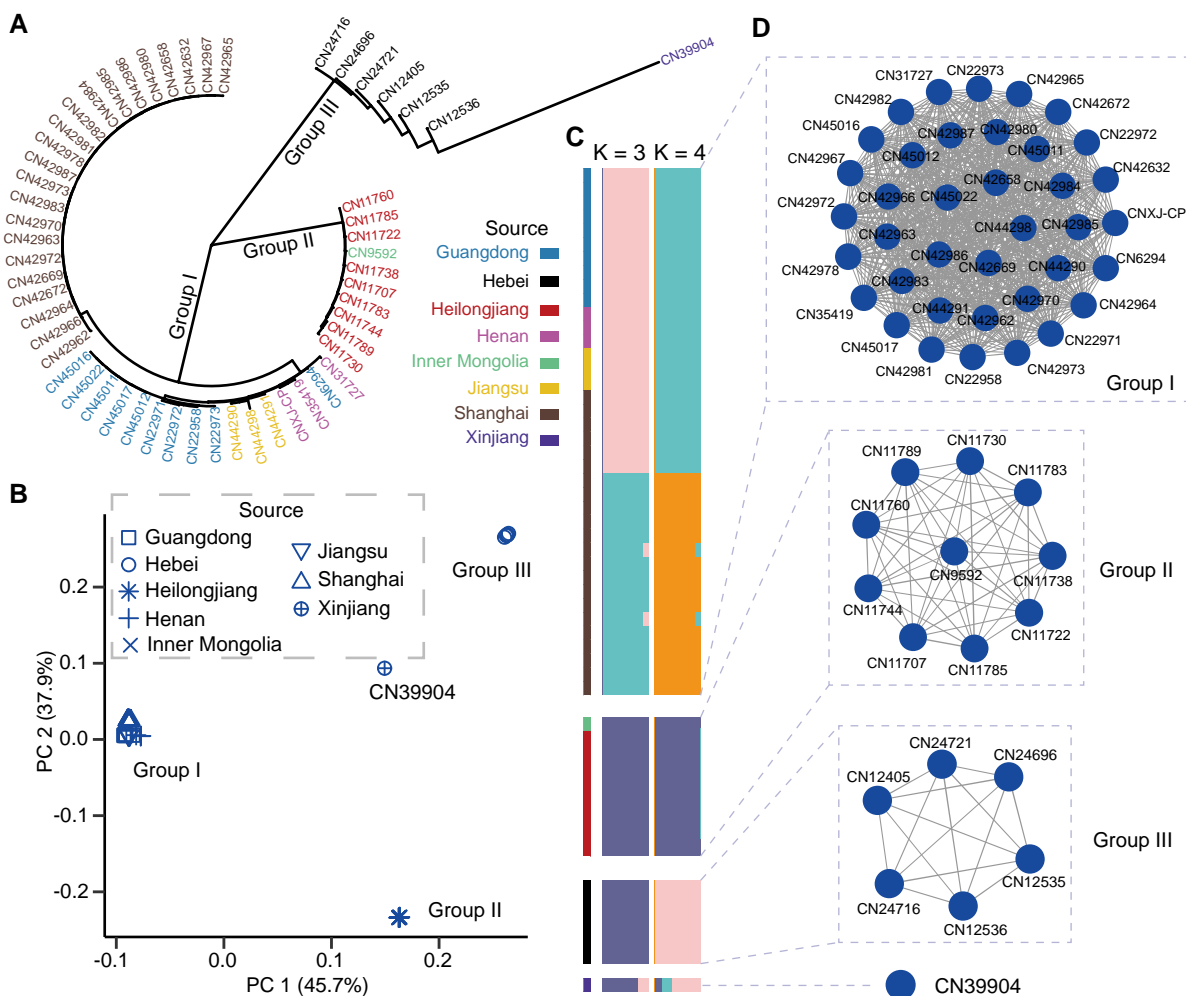 A
CN42965
CN42967
CN42632
CN42658
CN42980
CN42986
CN42985
CN42984
CN42982
CN42981
CN42978
CN42973
CN42983
CN42970
CN42963
CN42972
CN42669
CN42672
CN42964
CN42966
CN42962
CN45016
CN45022
CN45011
CN45017
CN45012
CN22971
CN22972
CN22958
CN22973
CN44290
CN44298
CN44291
CNXJ-CP
CN35419
CN6294
CN31727
CN11730
CN11789
CN11744
CN11783
CN11707
CN11738
CN9592
CN11722
CN11785
CN11760
CN24716
CN24696
CN24721
CN12405
CN12535
CN12536
CN39904
Group III
Group II
Group I
Source
Guangdong
Hebei
Heilongjiang
Henan
Inner Mongolia
Jiangsu
Shanghai
Xinjiang
B
Source
Guangdong
Hebei
Heilongjiang
Henan
Inner Mongolia
Jiangsu
Shanghai
Xinjiang
Group III
CN39904
Group I
Group II
0.2
0.1
0.0
-0.1
-0.2
PC 2 (37.9%)
-0.1
0.0
0.1
0.2
PC 1 (45.7%)
C
K = 3
K = 4
D
CN22973
CN31727
CN42965
CN42982
CN42672
CN45016
CN42987
CN42980
CN22972
CN45012
CN45011
CN42967
CN42632
CN42658
CN42984
CN42966
CN45022
CN42972
CNXJ-CP
CN44298
CN42985
CN42963
CN42986
CN42669
CN44290
CN6294
CN42978
CN42983
CN42970
CN42964
CN35419
CN44291
CN42962
CN45017
CN22971
CN42981
CN22958
CN42973
Group I
CN11730
CN11789
CN11783
CN11760
CN9592
CN11738
CN11744
CN11722
CN11707
CN11785
Group II
CN24721
CN24696
CN12405
CN12535
CN24716
CN12536
Group III
CN39904